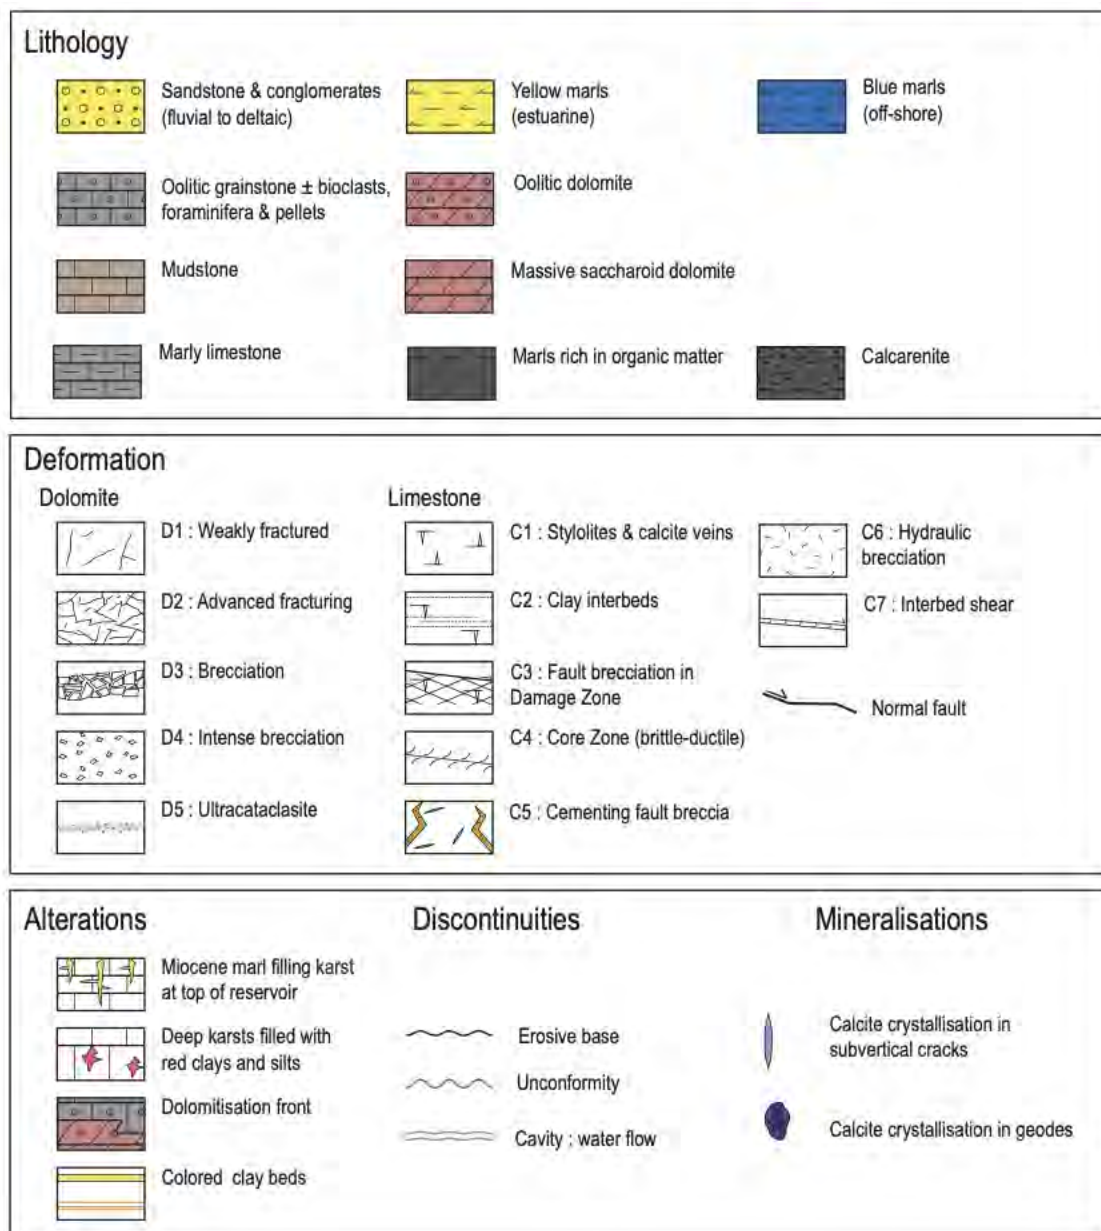 Lithology
Sandstone & conglomerates
(fluvial to deltaic)
Yellow marls
(estuarine)
Blue marls
(off-shore)
Oolitic grainstone ± bioclasts,
foraminifera & pellets
Oolitic dolomite
Mudstone
Massive saccharoid dolomite
Marly limestone
Marls rich in organic matter
Calcarenite
Deformation
Dolomite
D1 : Weakly fractured
D2 : Advanced fracturing
D3 : Brecciation
D4 : Intense brecciation
D5 : Ultracataclasite
Limestone
C1 : Stylolites & calcite veins
C2 : Clay interbeds
C3 : Fault brecciation in
Damage Zone
C4 : Core Zone (brittle-ductile)
C5 : Cementing fault breccia
C6 : Hydraulic
brecciation
C7 : Interbed shear
Normal fault
Alterations
Miocene marl filling karst
at top of reservoir
Deep karsts filled with
red clays and silts
Dolomitisation front
Colored clay beds
Discontinuities
Erosive base
Unconformity
Cavity ; water flow
Mineralisations
Calcite crystallisation in
subvertical cracks
Calcite crystallisation in geodes